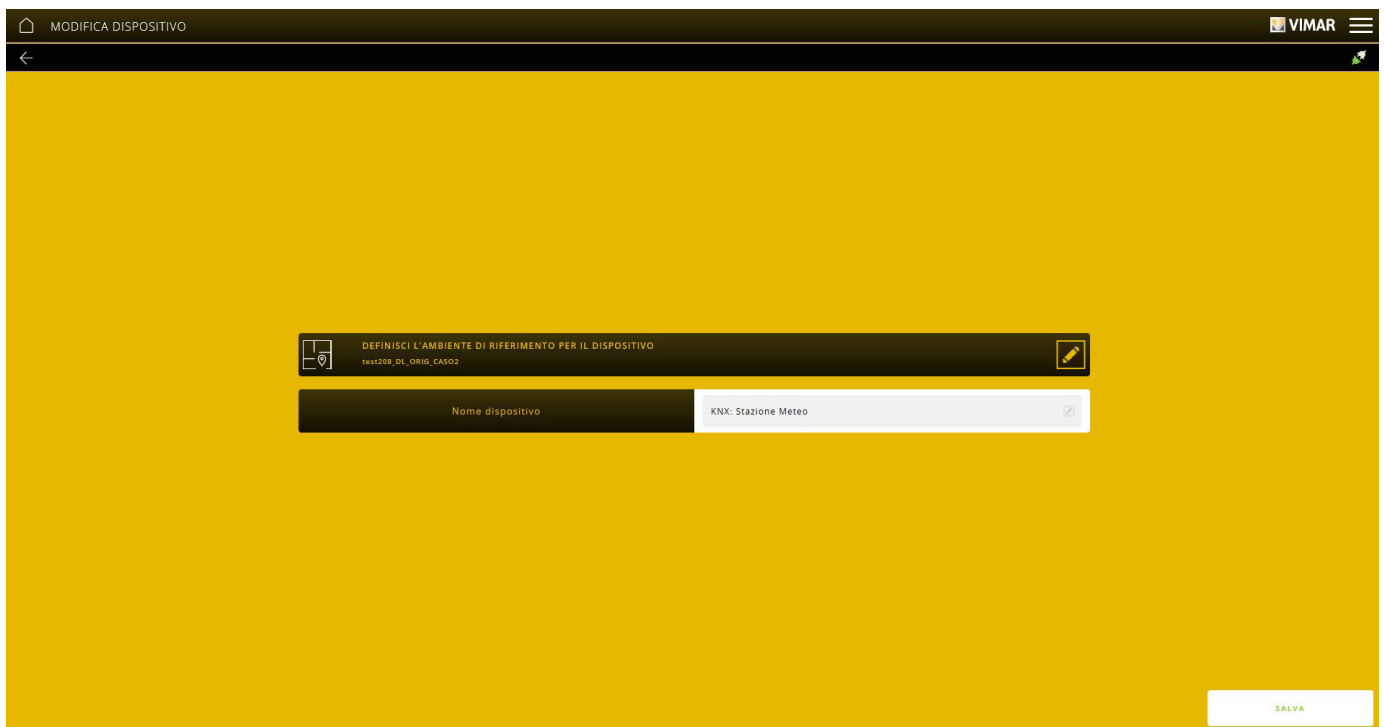 MODIFICA DISPOSITIVO
VIMAR
DEFINISCI L'AMBIENTE DI RIFERIMENTO PER IL DISPOSITIVO
test208_DL_ORIG_CASO2
Nome dispositivo
KNX: Stazione Meteo
SALVA